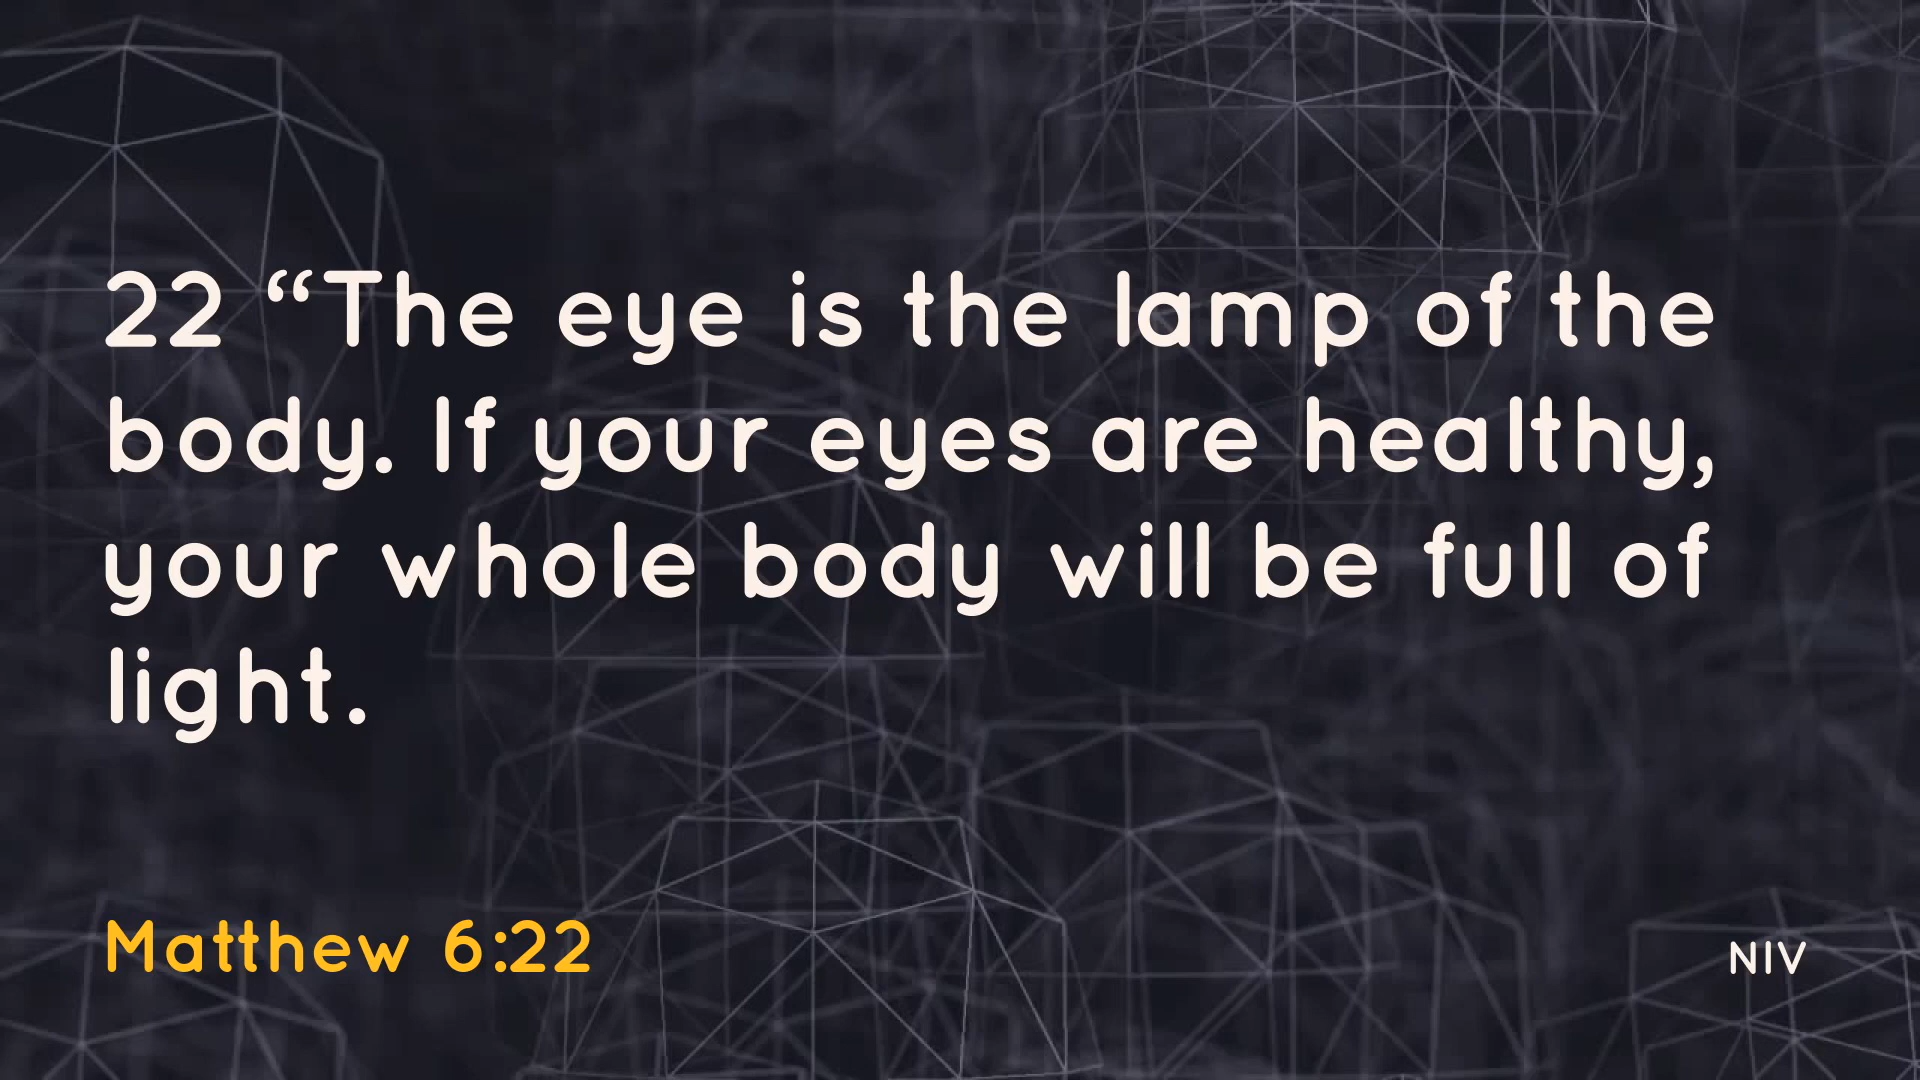 22 “The eye is the lamp of the
body. If your eyes are healthy,
your whole body will be full of
light.
Matthew 6:22
NIV